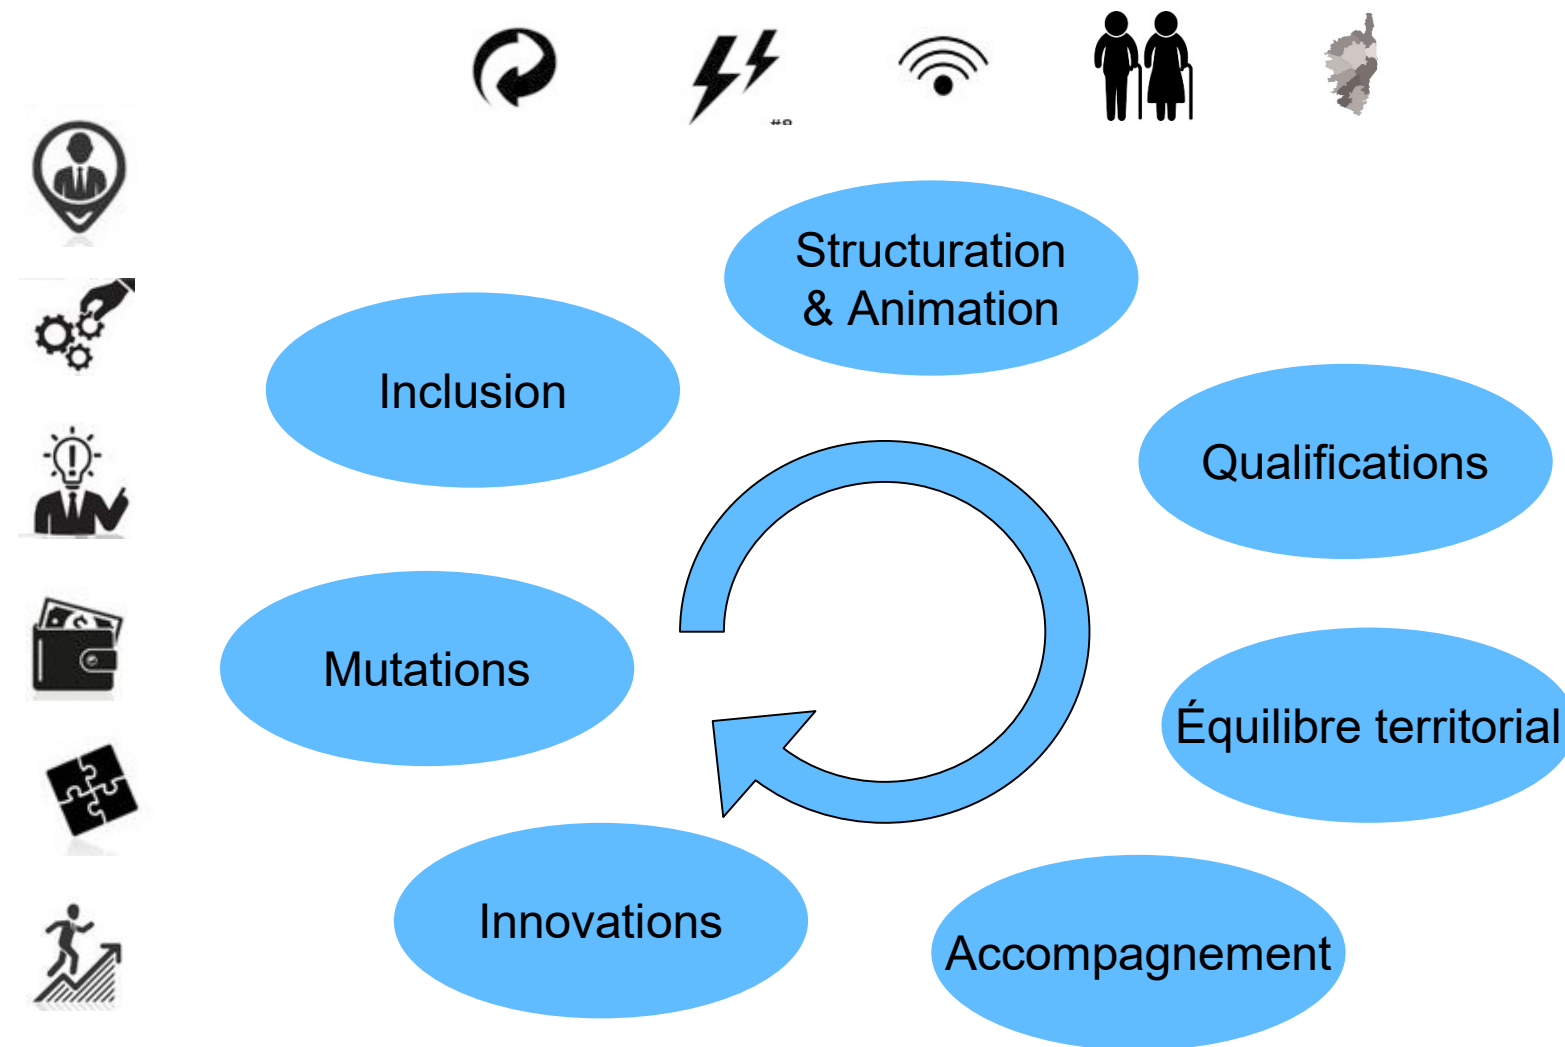 Structuration
& Animation
Inclusion
Qualifications
Mutations
Équilibre territorial
Innovations
Accompagnement